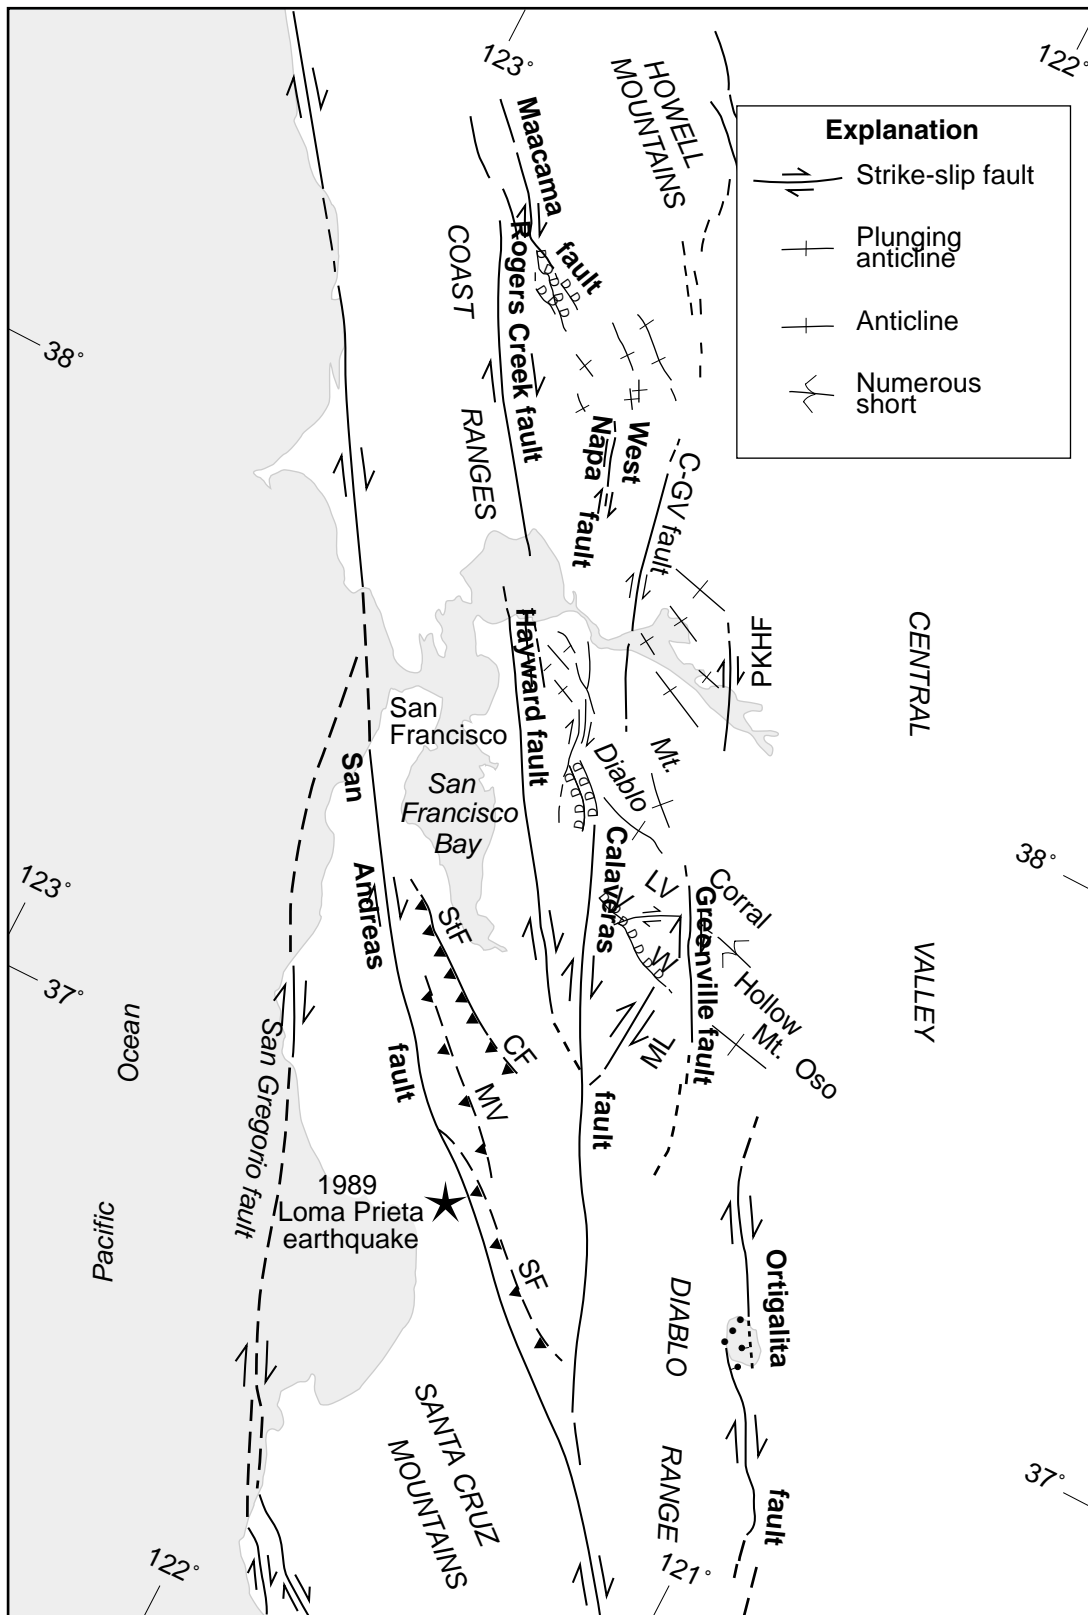 123°
122°
HOWELL
MOUNTAINS
Explanation
Strike-slip fault
Plunging
anticline
Anticline
Numerous
short
Maacama
fault
Rogers Creek fault
COAST
RANGES
38°
West
Napa
fault
C-GV fault
PKHF
CENTRAL
VALLEY
Hayward fault
San
Francisco
San
Francisco
Bay
Mt.
Diablo
San
Andreas
fault
Calaveras
fault
38°
123°
37°
StF
CF
MV
SF
LV
V
W
ML
W
Greenville fault
Corral
Hollow
Mt. Oso
Ocean
Pacific
San Gregorio fault
1989
Loma Prieta
earthquake
DIABLO
RANGE
Ortigalita
fault
SANTA CRUZ
MOUNTAINS
37°
122°
121°